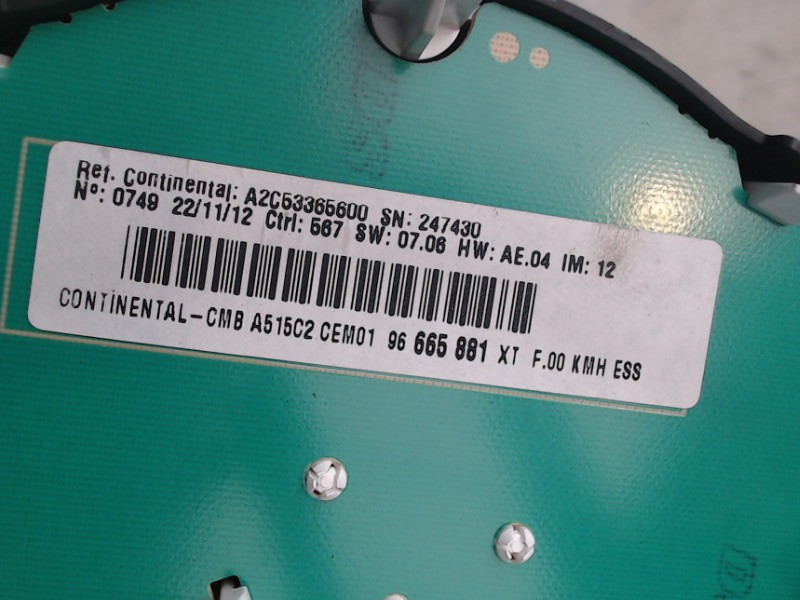 Ref. Continental: A2C53365600 SN: 247430
Nº: 0749 22/11/12 Ctrl: 567 SW: 07.06 HW: AE.04 IM: 12
CONTINENTAL-CMB A515C2 CEM01 96 665 881 XT F.00 KMH ESS